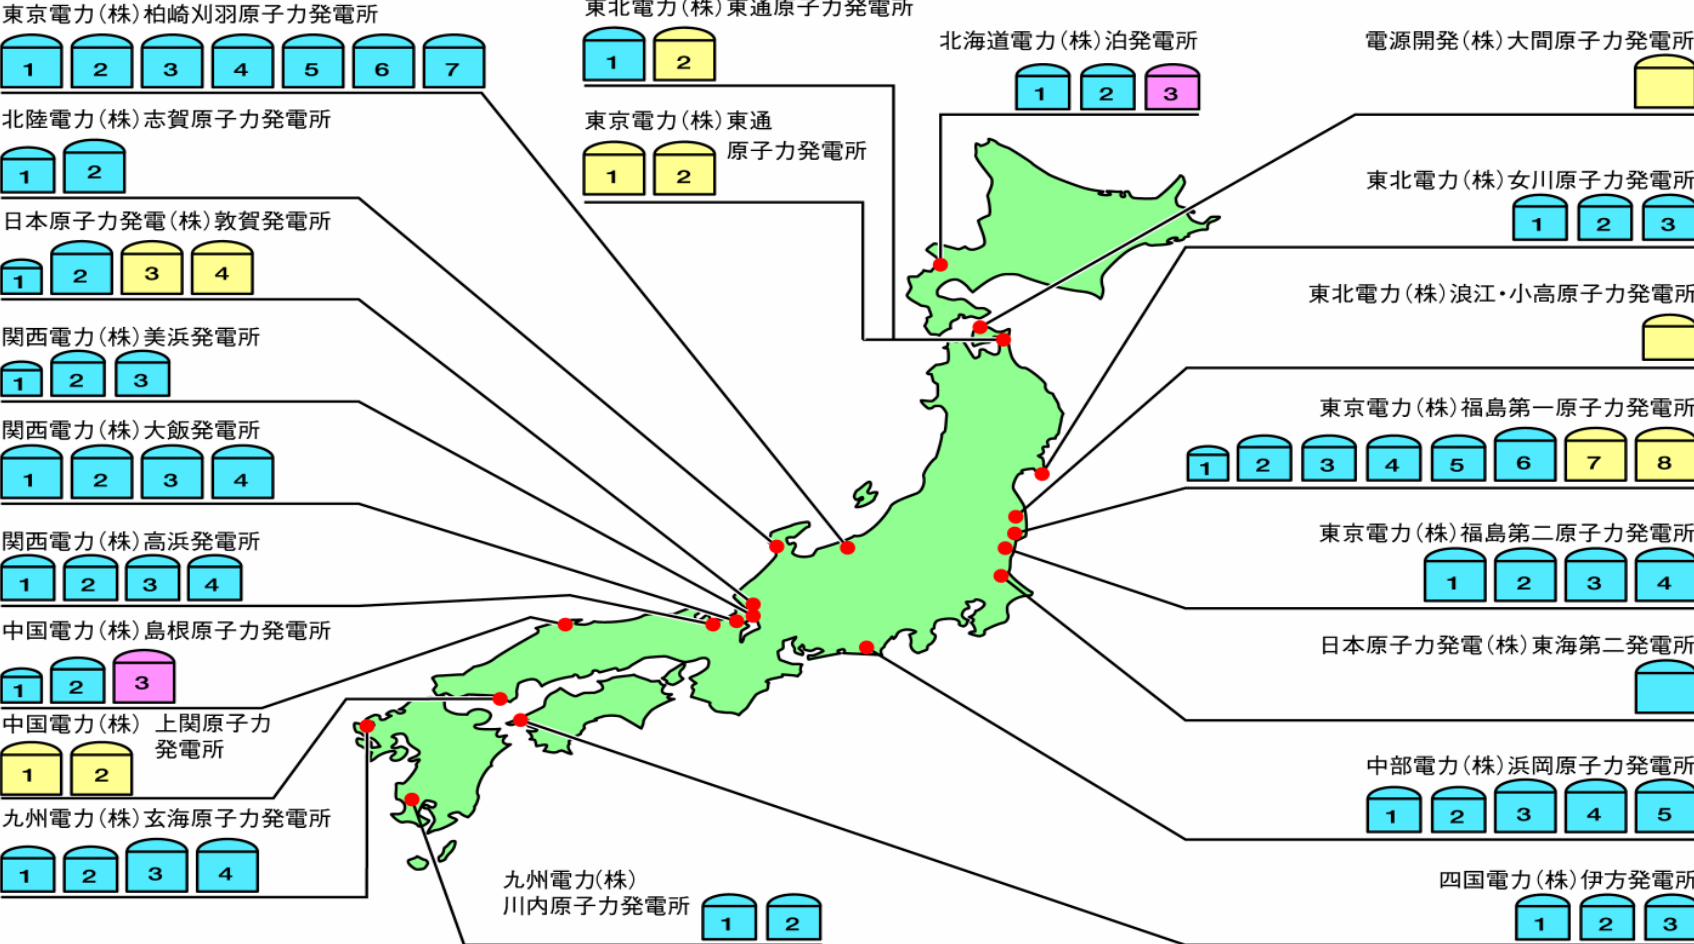 東京電力(株)柏崎刈羽原子力発電所
1 2 3 4 5 6 7
北陸電力(株)志賀原子力発電所
1 2
日本原子力発電(株)敦賀発電所
1 2 3 4
関西電力(株)美浜発電所
1 2 3
関西電力(株)大飯発電所
1 2 3 4
関西電力(株)高浜発電所
1 2 3 4
中国電力(株)島根原子力発電所
1 2 3
中国電力(株) 上関原子力
発電所
1 2
九州電力(株)玄海原子力発電所
1 2 3 4
東北電力(株)東通原子力発電所
1 2
東京電力(株)東通
原子力発電所
1 2
九州電力(株)
川内原子力発電所
1 2
北海道電力(株)泊発電所
1 2 3
電源開発(株)大間原子力発電所
東北電力(株)女川原子力発電所
1 2 3
東北電力(株)浪江・小高原子力発電所
東京電力(株)福島第一原子力発電所
1 2 3 4 5 6 7 8
東京電力(株)福島第二原子力発電所
1 2 3 4
日本原子力発電(株)東海第二発電所
中部電力(株)浜岡原子力発電所
1 2 3 4 5
四国電力(株)伊方発電所
1 2 3